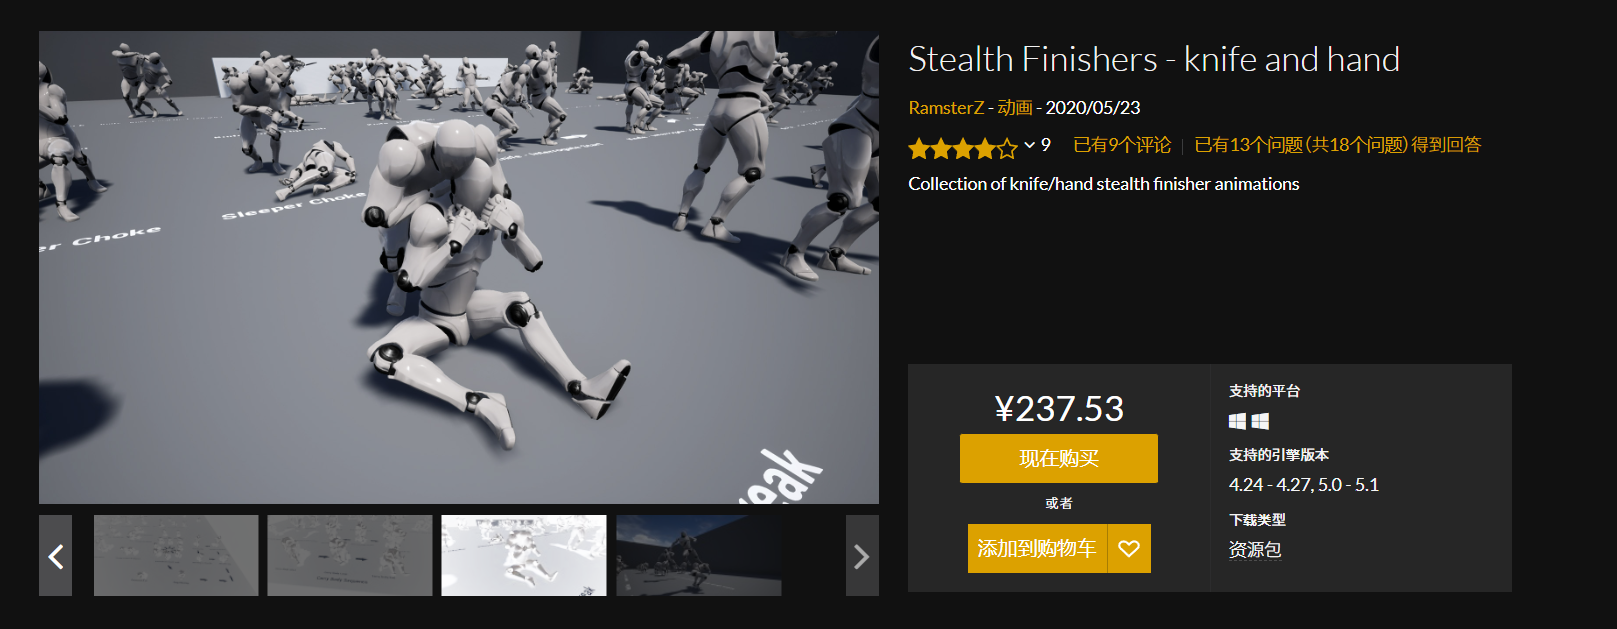 Stealth Finishers - knife and hand
RamsterZ - 动画 - 2020/05/23
9 已有9个评论 已有13个问题(共18个问题)得到回答
Collection of knife/hand stealth finisher animations
Sleeper Choke
er Choke
eak
¥237.53
现在购买
或者
添加到购物车
支持的平台
支持的引擎版本
4.24 - 4.27, 5.0 - 5.1
下载类型
资源包